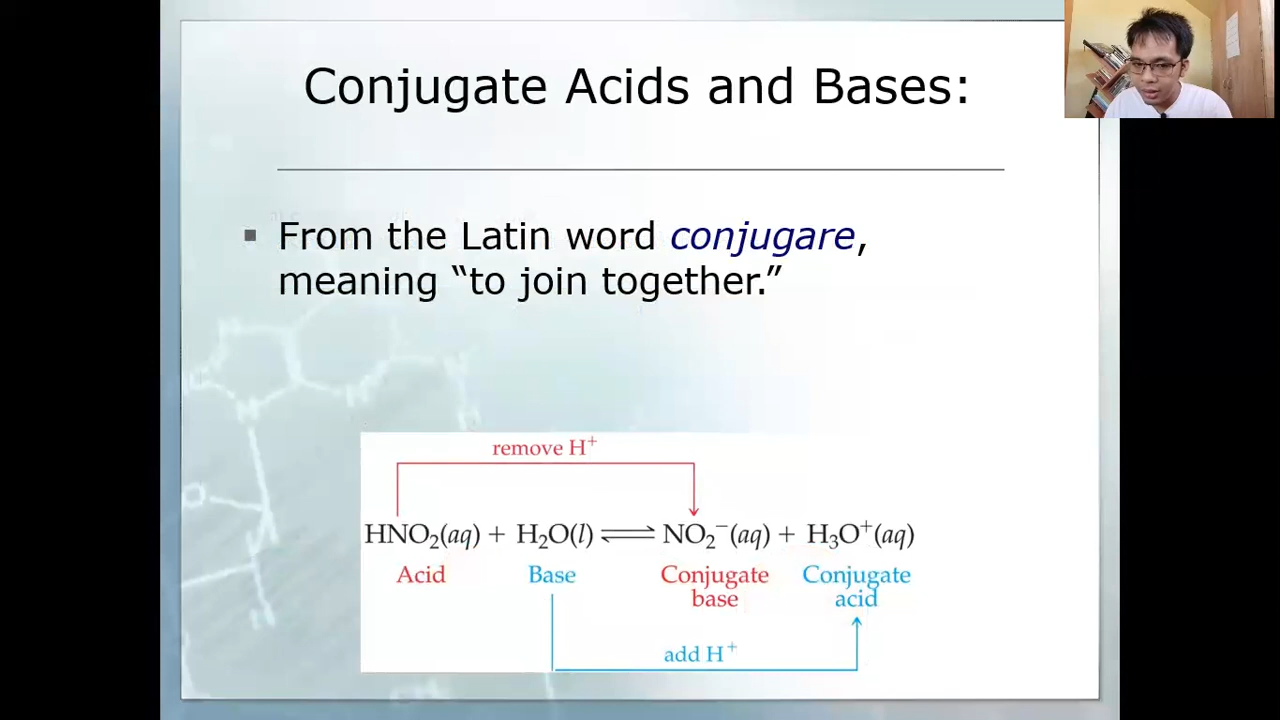 Conjugate Acids and Bases:
▪ From the Latin word conjugare,
meaning “to join together.”
remove H⁺
HNO₂(aq) + H₂O(l) ⇌ NO₂⁻(aq) + H₃O⁺(aq)
Acid Base Conjugate base Conjugate acid
add H⁺